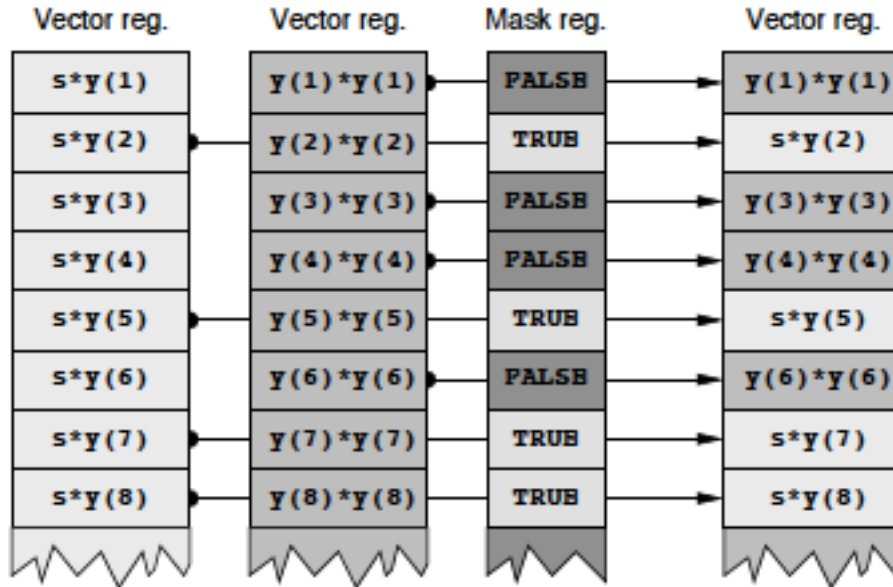 Vector reg. Vector reg. Mask reg. Vector reg.
s*y(1) y(1)*y(1) FALSE y(1)*y(1)
s*y(2) y(2)*y(2) TRUE s*y(2)
s*y(3) y(3)*y(3) FALSE y(3)*y(3)
s*y(4) y(4)*y(4) FALSE y(4)*y(4)
s*y(5) y(5)*y(5) TRUE s*y(5)
s*y(6) y(6)*y(6) FALSE y(6)*y(6)
s*y(7) y(7)*y(7) TRUE s*y(7)
s*y(8) y(8)*y(8) TRUE s*y(8)